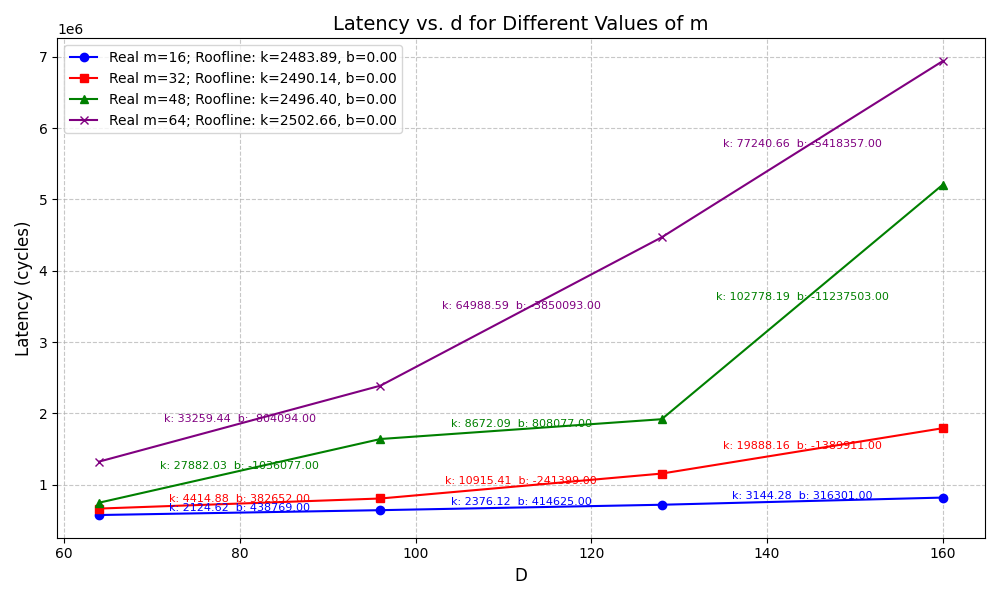 Latency vs. d for Different Values of m
1e6
Real m=16; Roofline: k=2483.89, b=0.00
Real m=32; Roofline: k=2490.14, b=0.00
Real m=48; Roofline: k=2496.40, b=0.00
Real m=64; Roofline: k=2502.66, b=0.00
7
6
5
4
3
2
1
Latency (cycles)
k: 77240.66 b: -5418357.00
k: 64988.59 b: -3850093.00
k: 102778.19 b: -11237503.00
k: 33259.44 b: -804094.00
k: 8672.09 b: 808077.00
k: 27882.03 b: -1036077.00
k: 19888.16 b: -1389911.00
k: 10915.41 b: -241399.00
k: 4414.88 b: 382652.00
k: 2124.62 b: 438769.00
k: 2376.12 b: 414625.00
k: 3144.28 b: 316301.00
60 80 100 120 140 160
D